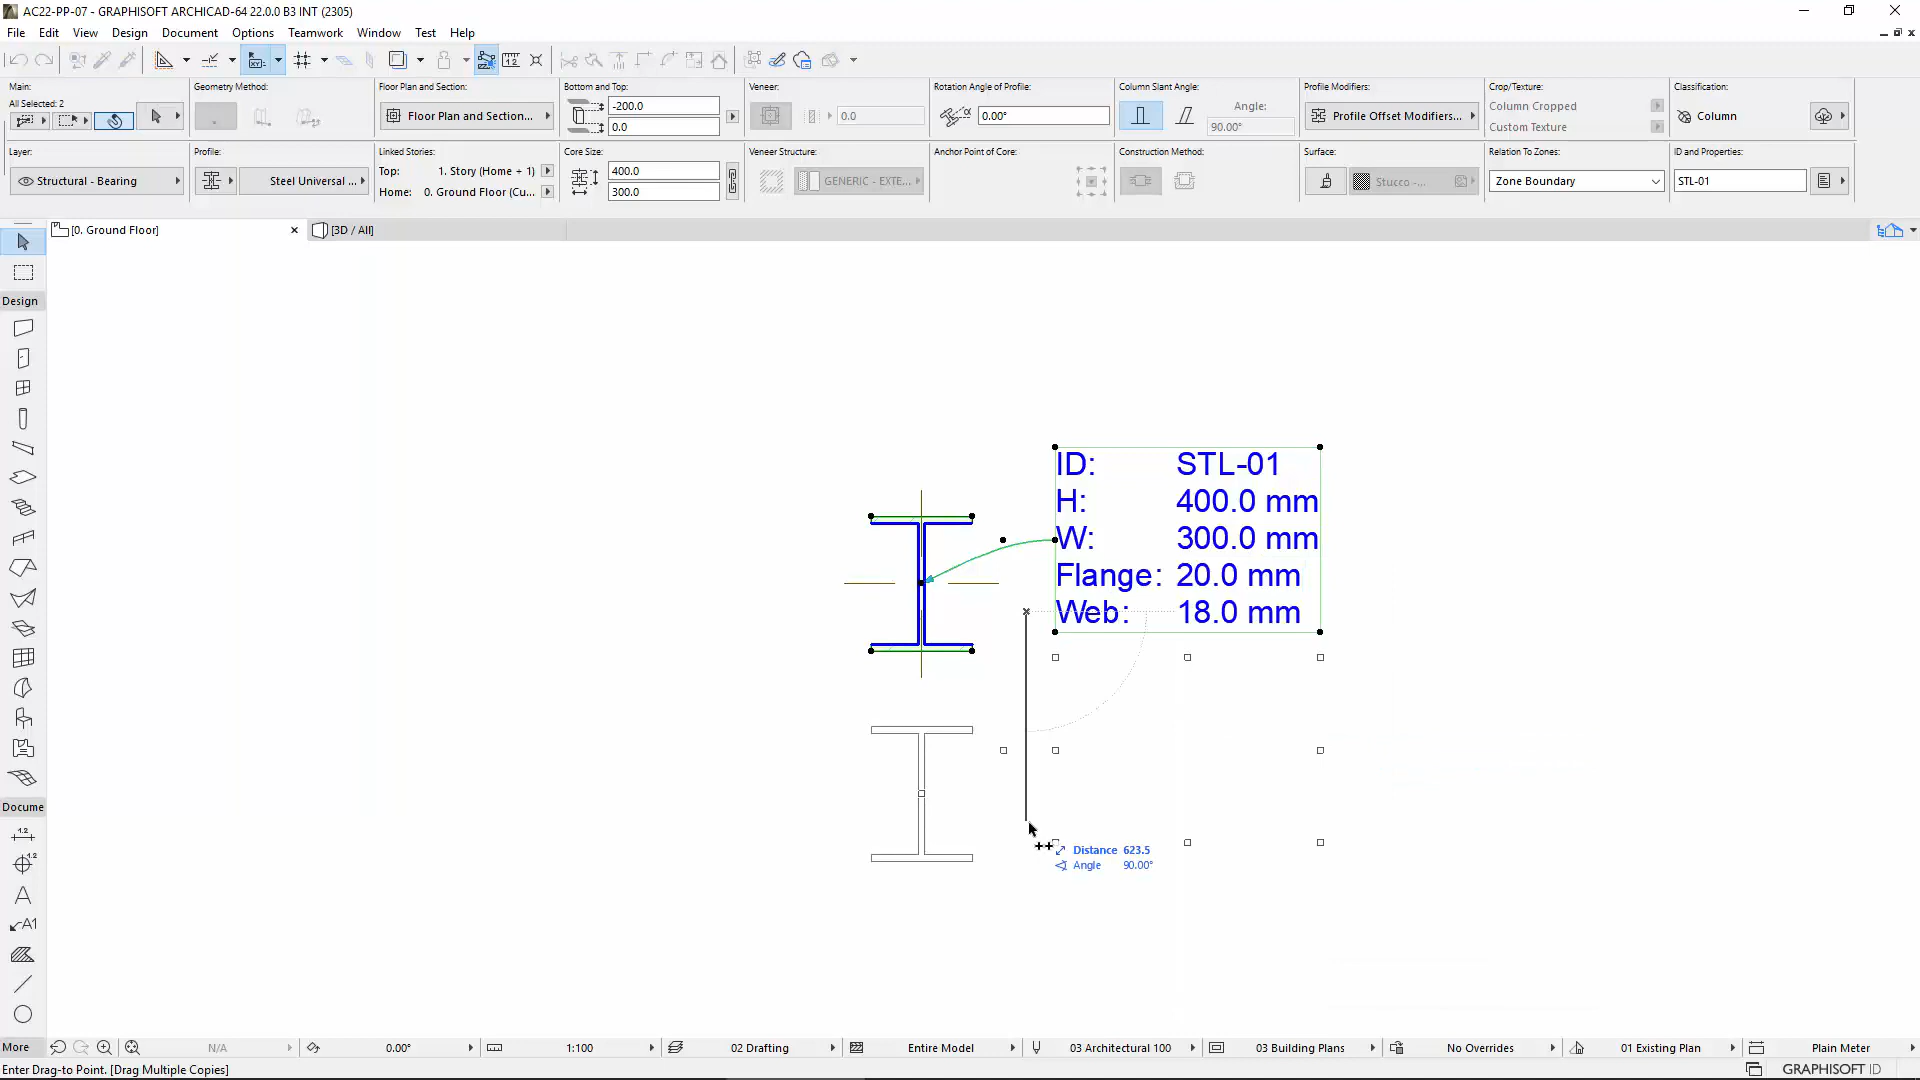 AC22-PP-07 - GRAPHISOFT ARCHICAD-64 22.0.0 B3 INT (2305)
File Edit View Design Document Options Teamwork Window Test Help
Main:
All Selected: 2
Geometry Method:
Floor Plan and Section:
Floor Plan and Section...
Bottom and Top:
-200.0
0.0
Veneer:
0.0
Rotation Angle of Profile:
0.00°
Column Slant Angle:
Angle:
90.00°
Profile Modifiers:
Profile Offset Modifiers...
Crop/Texture:
Column Cropped
Custom Texture
Classification:
Column
Layer:
Structural - Bearing
Profile:
Steel Universal ...
Linked Stories:
Top: 1. Story (Home + 1)
Home: 0. Ground Floor (Cu...
Core Size:
400.0
300.0
Veneer Structure:
GENERIC - EXTE...
Anchor Point of Core:
Construction Method:
Surface:
Stucco -...
Relation To Zones:
Zone Boundary
ID and Properties:
STL-01
[0. Ground Floor]
[3D / All]
Design
Docume
More
ID: STL-01
H: 400.0 mm
W: 300.0 mm
Flange: 20.0 mm
Web: 18.0 mm
Distance 623.5
Angle 90.00°
N/A 0.00° 1:100 02 Drafting Entire Model 03 Architectural 100 03 Building Plans No Overrides 01 Existing Plan Plain Meter
Enter Drag-to Point. [Drag Multiple Copies]
GRAPHISOFT ID